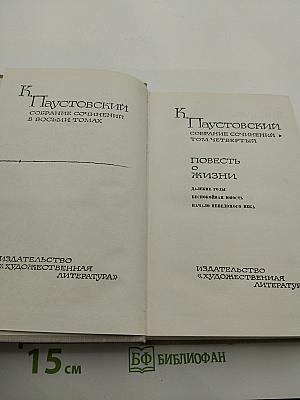 К. Паустовский
СОБРАНИЕ СОЧИНЕНИЙ
В ВОСЬМИ ТОМАХ
ИЗДАТЕЛЬСТВО
«ХУДОЖЕСТВЕННАЯ
ЛИТЕРАТУРА»
К. Паустовский
СОБРАНИЕ СОЧИНЕНИЙ
ТОМ ЧЕТВЕРТЫЙ
ПОВЕСТЬ
О
ЖИЗНИ
ДАЛЕКИЕ ГОДЫ
БЕСПОКОЙНАЯ ЮНОСТЬ
НАЧАЛО НЕВЕДОМОГО ВЕКА
ИЗДАТЕЛЬСТВО
«ХУДОЖЕСТВЕННАЯ
ЛИТЕРАТУРА
15 см
БФ БИБЛИОФАН